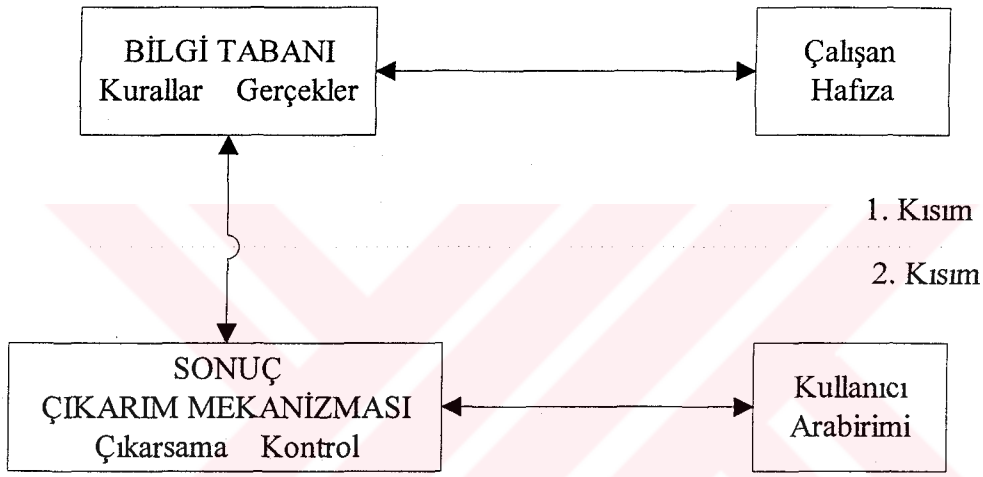 BİLGİ TABANI
Kurallar Gerçekler
Çalışan
Hafıza
1. Kısım
2. Kısım
SONUÇ
ÇIKARIM MEKANİZMASI
Çıkarsama Kontrol
Kullanıcı
Arabirimi